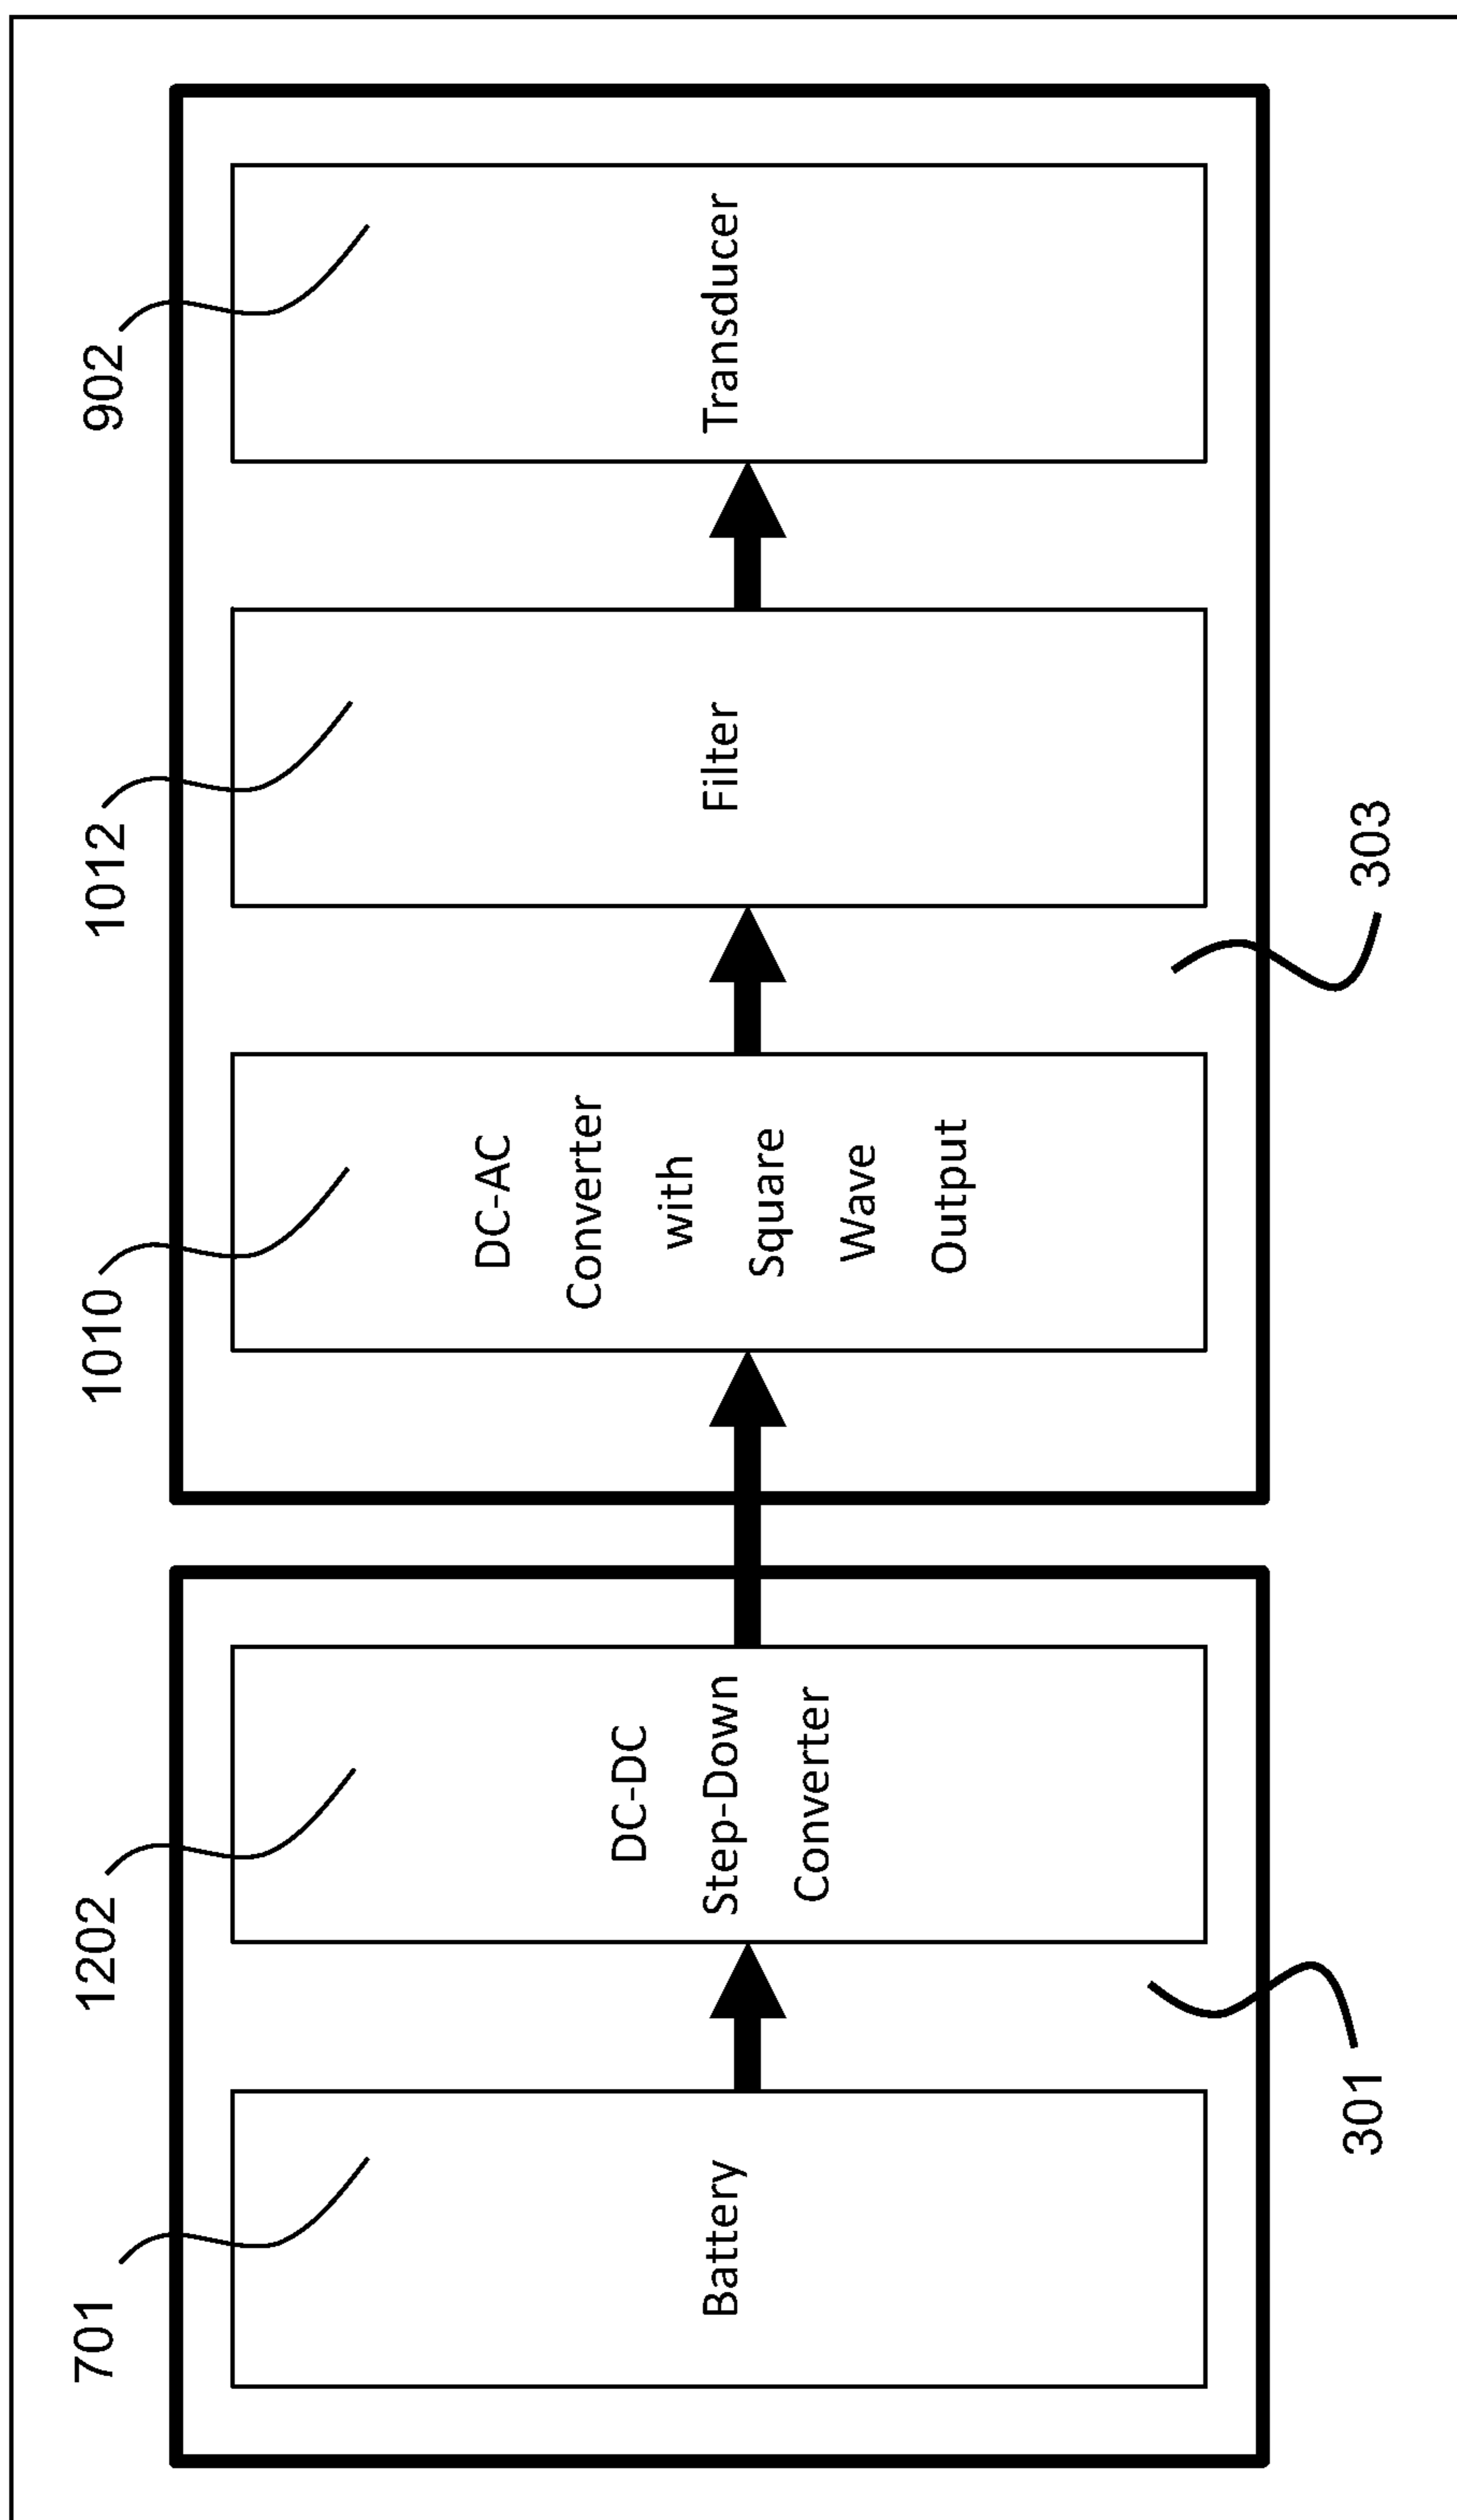 701
1202
1010
1012
902
Battery
DC-DC
Step-Down
Converter
DC-AC
Converter
with
Square
Wave
Output
Filter
Transducer
301
303